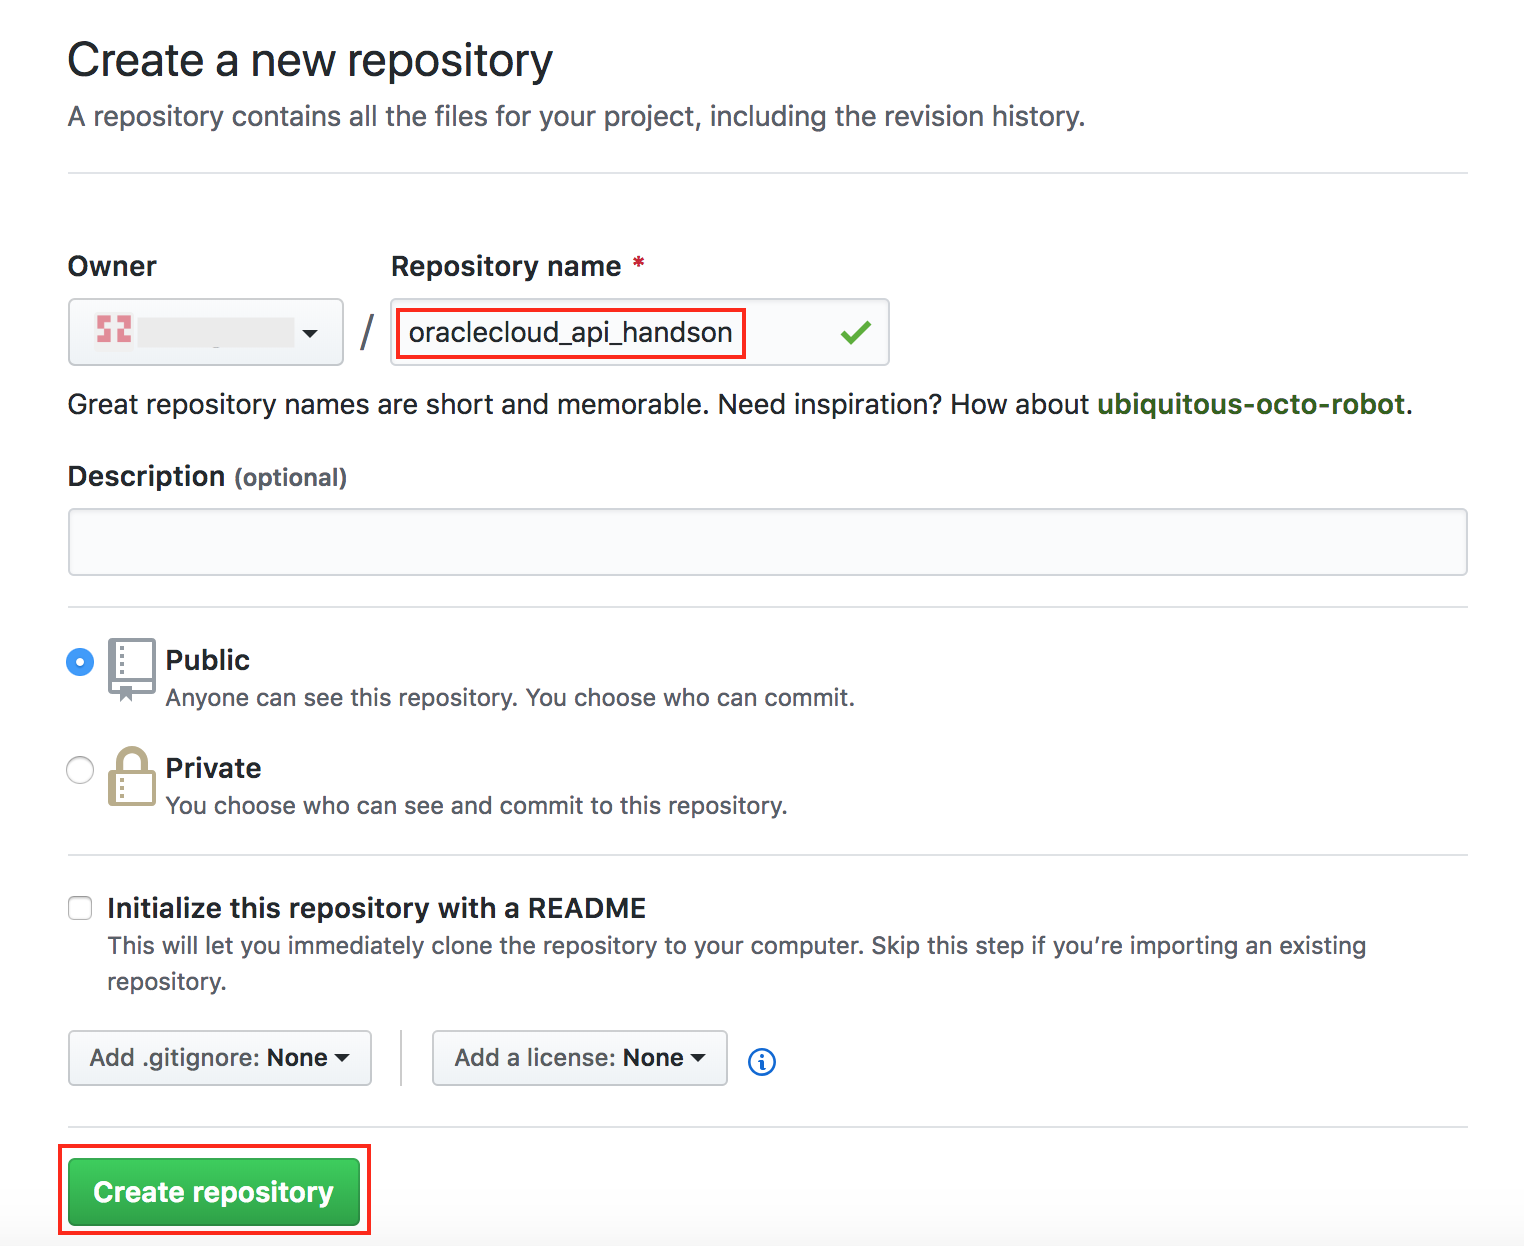 Create a new repository
A repository contains all the files for your project, including the revision history.
Owner
Repository name *
/
oraclecloud_api_handson
Great repository names are short and memorable. Need inspiration? How about ubiquitous-octo-robot.
Description (optional)
Public
Anyone can see this repository. You choose who can commit.
Private
You choose who can see and commit to this repository.
Initialize this repository with a README
This will let you immediately clone the repository to your computer. Skip this step if you’re importing an existing
repository.
Add .gitignore: None
Add a license: None
Create repository